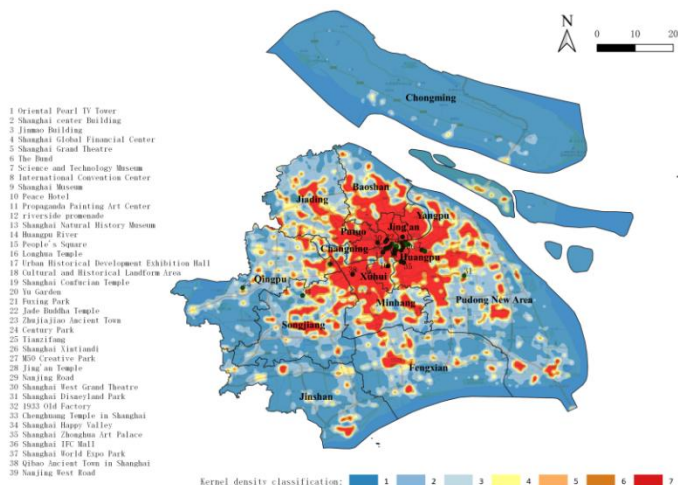 N
0 10 20
Chongming
1 Oriental Pearl TV Tower
2 Shanghai center Building
3 Jinmao Building
4 Shanghai Global Financial Center
5 Shanghai Grand Theatre
6 The Bund
7 Science and Technology Museum
8 International Convention Center
9 Shanghai Museum
10 Peace Hotel
11 Propaganda Painting Art Center
12 riverside promenade
13 Shanghai Natural History Museum
14 Huangpu River
15 People's Square
16 Longhua Temple
17 Urban Historical Development Exhibition Hall
18 Cultural and Historical Landform Area
19 Shanghai Confucian Temple
20 Yu Garden
21 Fuxing Park
22 Jade Buddha Temple
23 Zhujiajiao Ancient Town
24 Century Park
25 Tianzifang
26 Shanghai Xintiandi
27 M50 Creative Park
28 Jing'an Temple
29 Nanjing Road
30 Shanghai West Grand Theatre
31 Shanghai Disneyland Park
32 1933 Old Factory
33 Chenghuang Temple in Shanghai
34 Shanghai Happy Valley
35 Shanghai Zhonghua Art Palace
36 Shanghai IFC Mall
37 Shanghai World Expo Park
38 Qibao Ancient Town in Shanghai
39 Nanjing West Road
Baoshan
Jiading
Yangpu
Jing'an
Putuo
Changning
Huangpu
Xuhui
Qingpu
Minhang
Pudong New Area
Songjiang
Fengxian
Jinshan
Kernel density classification: 1 2 3 4 5 6 7